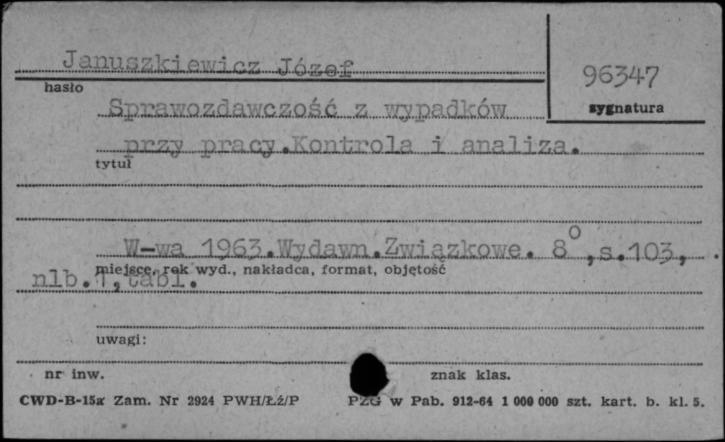 Januszkiewicz Józef
96347
hasło
sygnatura
Sprawozdawczość z wypadków
przy pracy.Kontrola i analiza.
tytuł
W-wa 1963.Wydawn.Związkowe. 8⁰,s.103,
miejsce, rok wyd., nakładca, format, objętość
nlb.1,tabl.
uwagi:
nr inw.
znak klas.
CWD-B-15a Zam. Nr 2924 PWH/Łź/P PZG w Pab. 912-64 1 000 000 szt. kart. b. kl. 5.